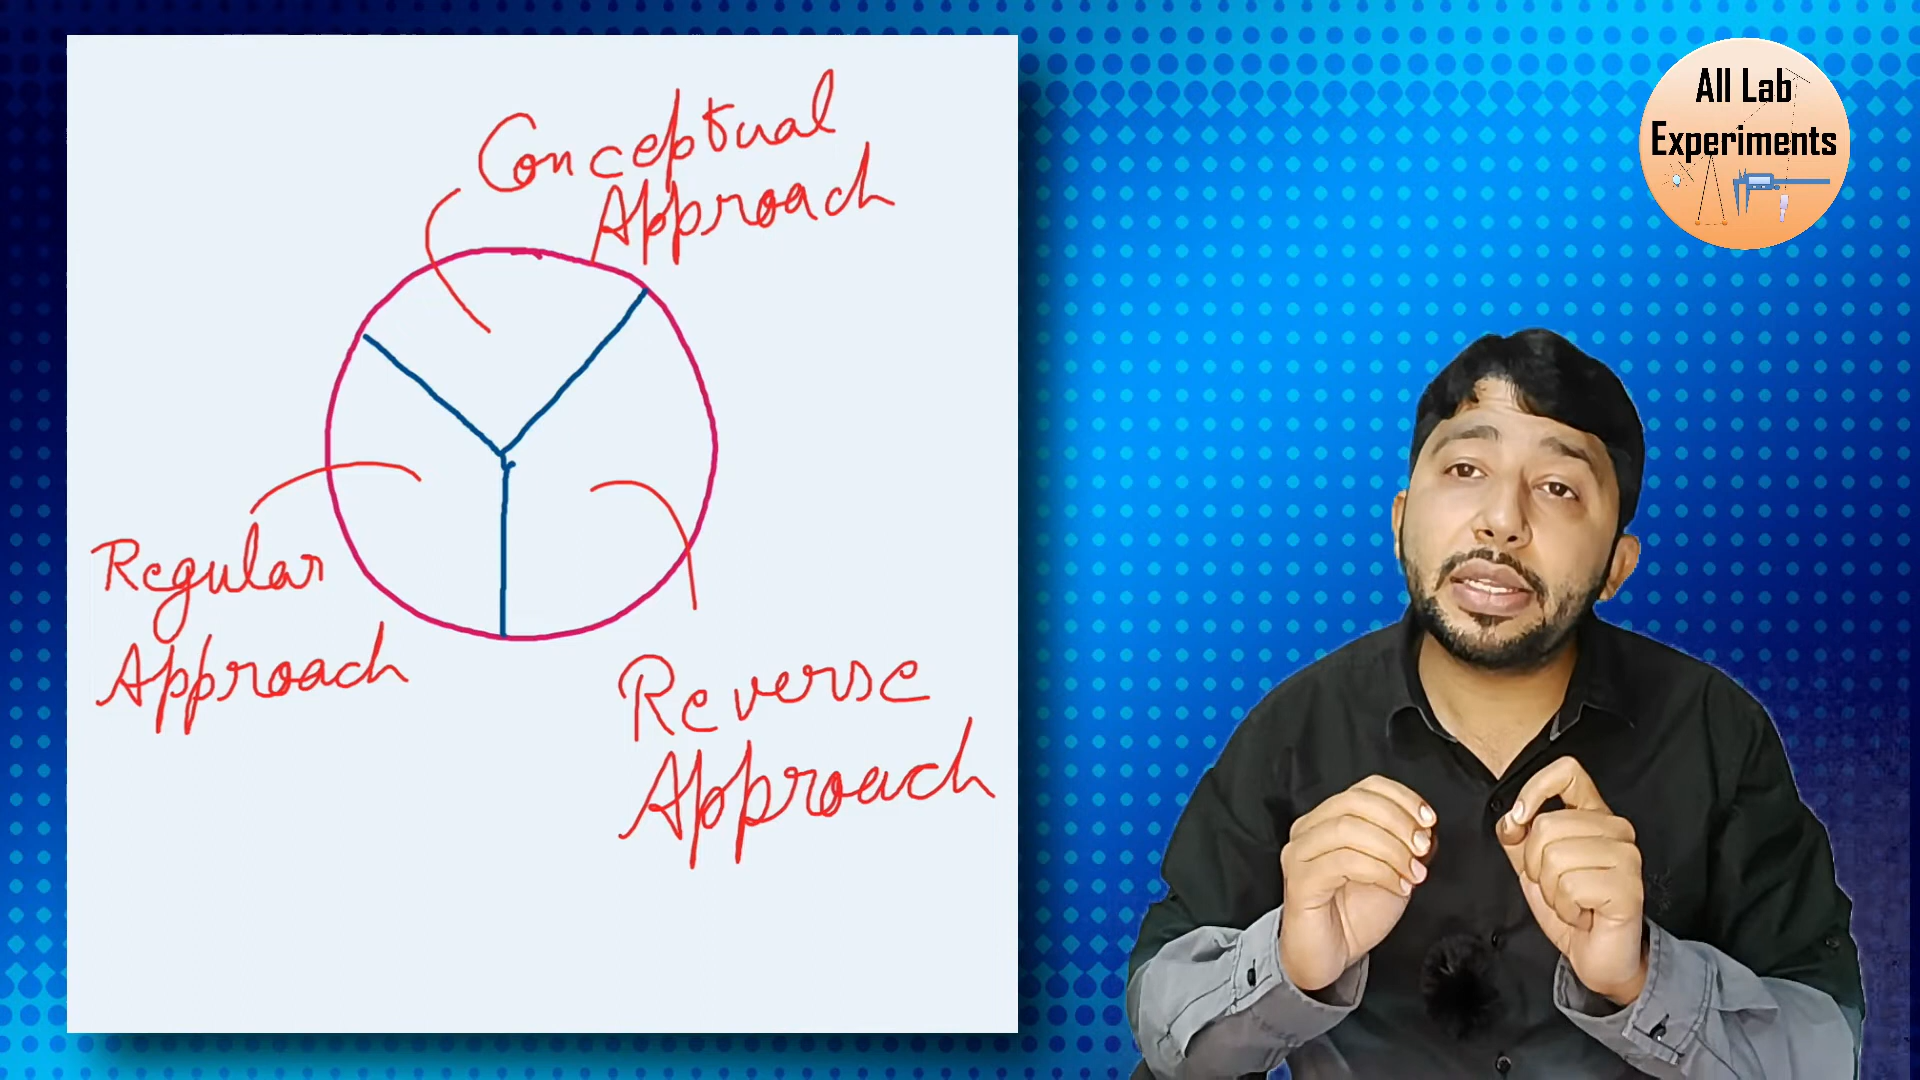 Conceptual
Approach
Regular
Approach
Reverse
Approach
All Lab
Experiments